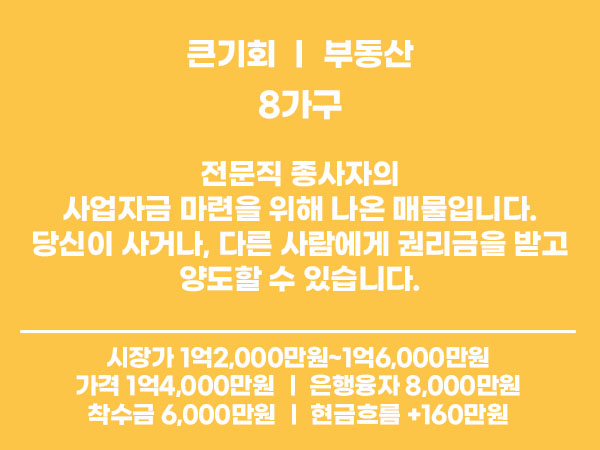 큰기회 | 부동산
8가구
전문직 종사자의
사업자금 마련을 위해 나온 매물입니다.
당신이 사거나, 다른 사람에게 권리금을 받고
양도할 수 있습니다.
시장가 1억2,000만원~1억6,000만원
가격 1억4,000만원 | 은행융자 8,000만원
착수금 6,000만원 | 현금흐름 +160만원